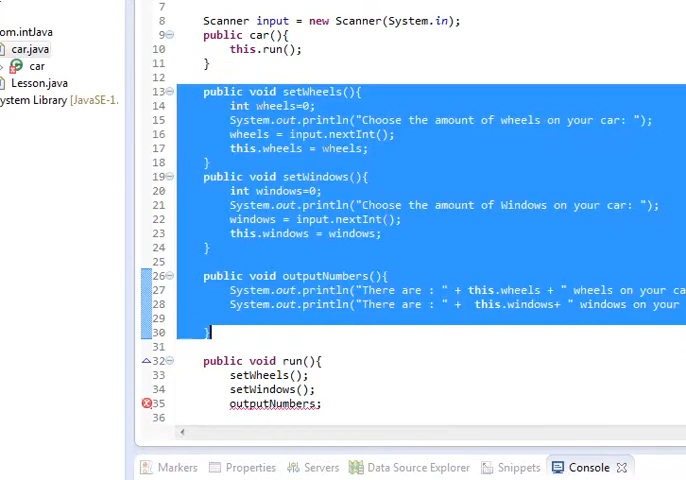 7
8 Scanner input = new Scanner(System.in);
9 public car(){
10 this.run();
11 }
12
13 public void setWheels(){
14 int wheels=0;
15 System.out.println("Choose the amount of wheels on your car: ");
16 wheels = input.nextInt();
17 this.wheels = wheels;
18 }
19 public void setWindows(){
20 int windows=0;
21 System.out.println("Choose the amount of Windows on your car: ");
22 windows = input.nextInt();
23 this.windows = windows;
24 }
25
26 public void outputNumbers(){
27 System.out.println("There are : " + this.wheels + " wheels on your ca
28 System.out.println("There are : " + this.windows+ " windows on your
29
30 }
31
32 public void run(){
33 setWheels();
34 setWindows();
35 outputNumbers;
36
om.intJava
car.java
car
Lesson.java
ystem Library [JavaSE-1.
Markers Properties Servers Data Source Explorer Snippets Console